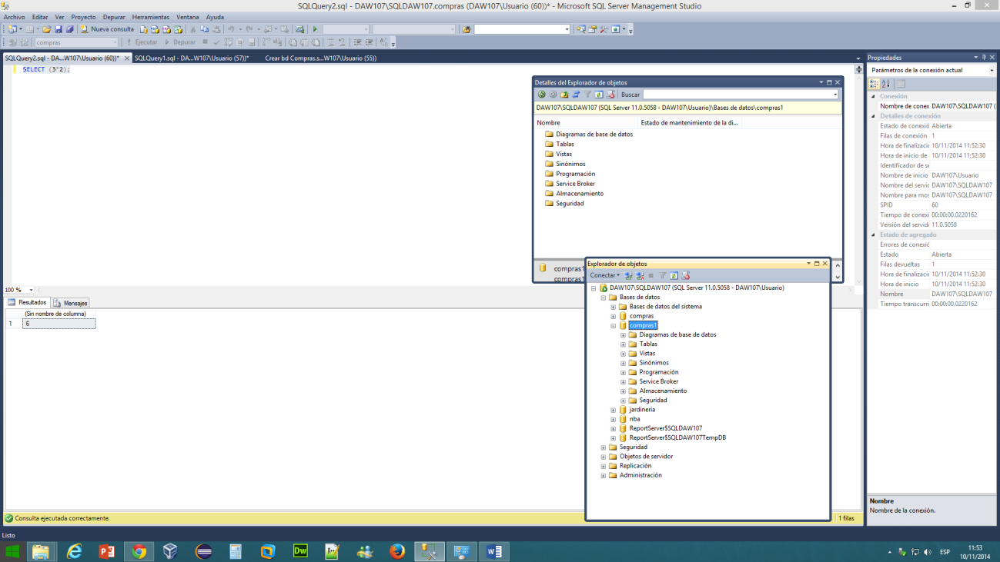 SQLQuery2.sql - DAW107\SQLDAW107.compras (DAW107\Usuario (60))* - Microsoft SQL Server Management Studio
Archivo Editar Ver Proyecto Depurar Herramientas Ventana Ayuda
Nueva consulta
compras Ejecutar Depurar
SQLQuery2.sql - DA...W107\Usuario (60))* SQLQuery1.sql - DA...W107\Usuario (57))* Crear bd Compras.s...W107\Usuario (55))
SELECT (3*2);
100 %
Resultados Mensajes
(Sin nombre de columna)
1 6
Consulta ejecutada correctamente.
1 filas
Detalles del Explorador de objetos
Buscar
DAW107\SQLDAW107 (SQL Server 11.0.5058 - DAW107\Usuario)\Bases de datos\compras1
Nombre Estado de mantenimiento de la di...
Diagramas de base de datos
Tablas
Vistas
Sinónimos
Programación
Service Broker
Almacenamiento
Seguridad
compras1
Explorador de objetos
Conectar
DAW107\SQLDAW107 (SQL Server 11.0.5058 - DAW107\Usuario)
Bases de datos
Bases de datos del sistema
compras
compras1
Diagramas de base de datos
Tablas
Vistas
Sinónimos
Programación
Service Broker
Almacenamiento
Seguridad
jardineria
nba
ReportServer$SQLDAW107
ReportServer$SQLDAW107TempDB
Seguridad
Objetos de servidor
Replicación
Administración
Propiedades
Parámetros de la conexión actual
Conexión
Nombre de conex DAW107\SQLDAW107 (
Detalles de conexión
Estado de conexió Abierta
Filas de conexión 1
Hora de finalizació 10/11/2014 11:52:30
Hora de inicio de 10/11/2014 11:52:30
Identificador de se
Nombre de inicio DAW107\Usuario
Nombre del servic DAW107\SQLDAW107
Nombre para mos DAW107\SQLDAW107
SPID 60
Tiempo de conexi 00:00:00.0220162
Versión del servid 11.0.5058
Estado de agregado
Errores de conexió
Estado Abierta
Filas devueltas 1
Hora de finalizació 10/11/2014 11:52:30
Hora de inicio 10/11/2014 11:52:30
Nombre DAW107\SQLDAW107
Tiempo transcurri 00:00:00.0220162
Nombre
Nombre de la conexión.
Listo
Dw
ESP
11:53
10/11/2014